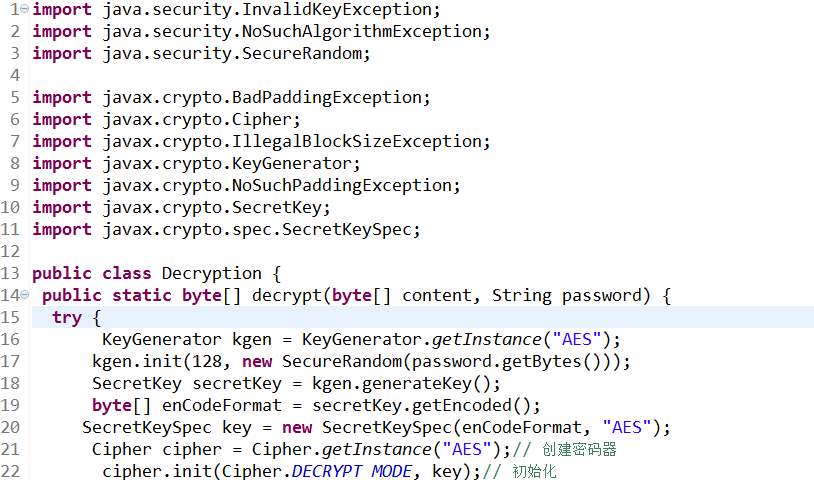 1 import java.security.InvalidKeyException;
2 import java.security.NoSuchAlgorithmException;
3 import java.security.SecureRandom;
4
5 import javax.crypto.BadPaddingException;
6 import javax.crypto.Cipher;
7 import javax.crypto.IllegalBlockSizeException;
8 import javax.crypto.KeyGenerator;
9 import javax.crypto.NoSuchPaddingException;
10 import javax.crypto.SecretKey;
11 import javax.crypto.spec.SecretKeySpec;
12
13 public class Decryption {
14  public static byte[] decrypt(byte[] content, String password) {
15   try {
16        KeyGenerator kgen = KeyGenerator.getInstance("AES");
17       kgen.init(128, new SecureRandom(password.getBytes()));
18       SecretKey secretKey = kgen.generateKey();
19       byte[] enCodeFormat = secretKey.getEncoded();
20      SecretKeySpec key = new SecretKeySpec(enCodeFormat, "AES");
21       Cipher cipher = Cipher.getInstance("AES");// 创建密码器
22        cipher.init(Cipher.DECRYPT_MODE, key);// 初始化